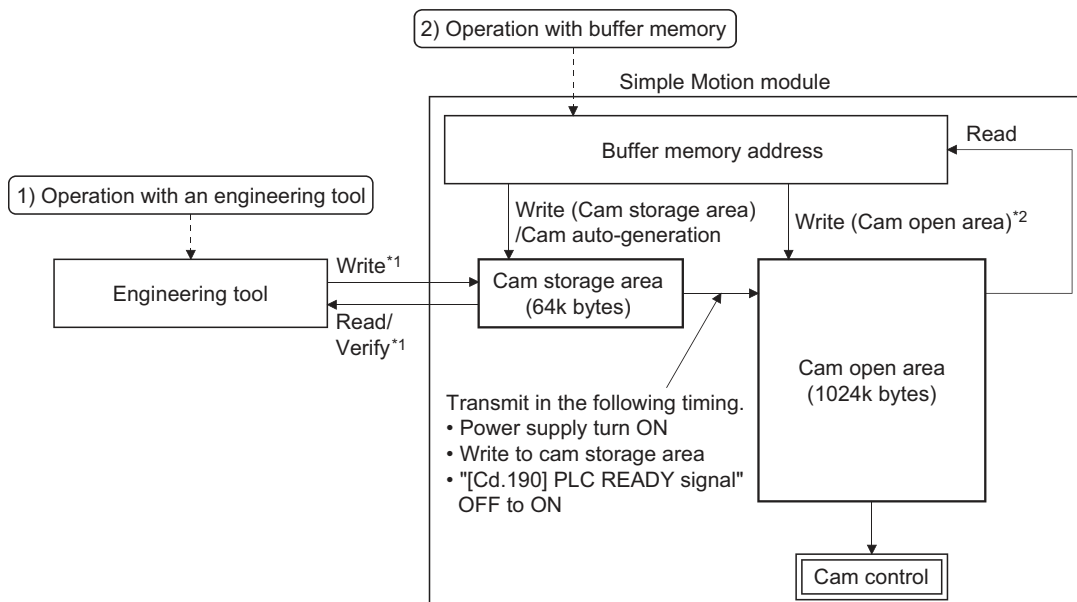 2) Operation with buffer memory
Simple Motion module
Buffer memory address
Read
1) Operation with an engineering tool
Write (Cam storage area)
/Cam auto-generation
Write (Cam open area)*2
Engineering tool
Write*1
Read/
Verify*1
Cam storage area
(64k bytes)
Cam open area
(1024k bytes)
Transmit in the following timing.
• Power supply turn ON
• Write to cam storage area
• "[Cd.190] PLC READY signal"
OFF to ON
Cam control